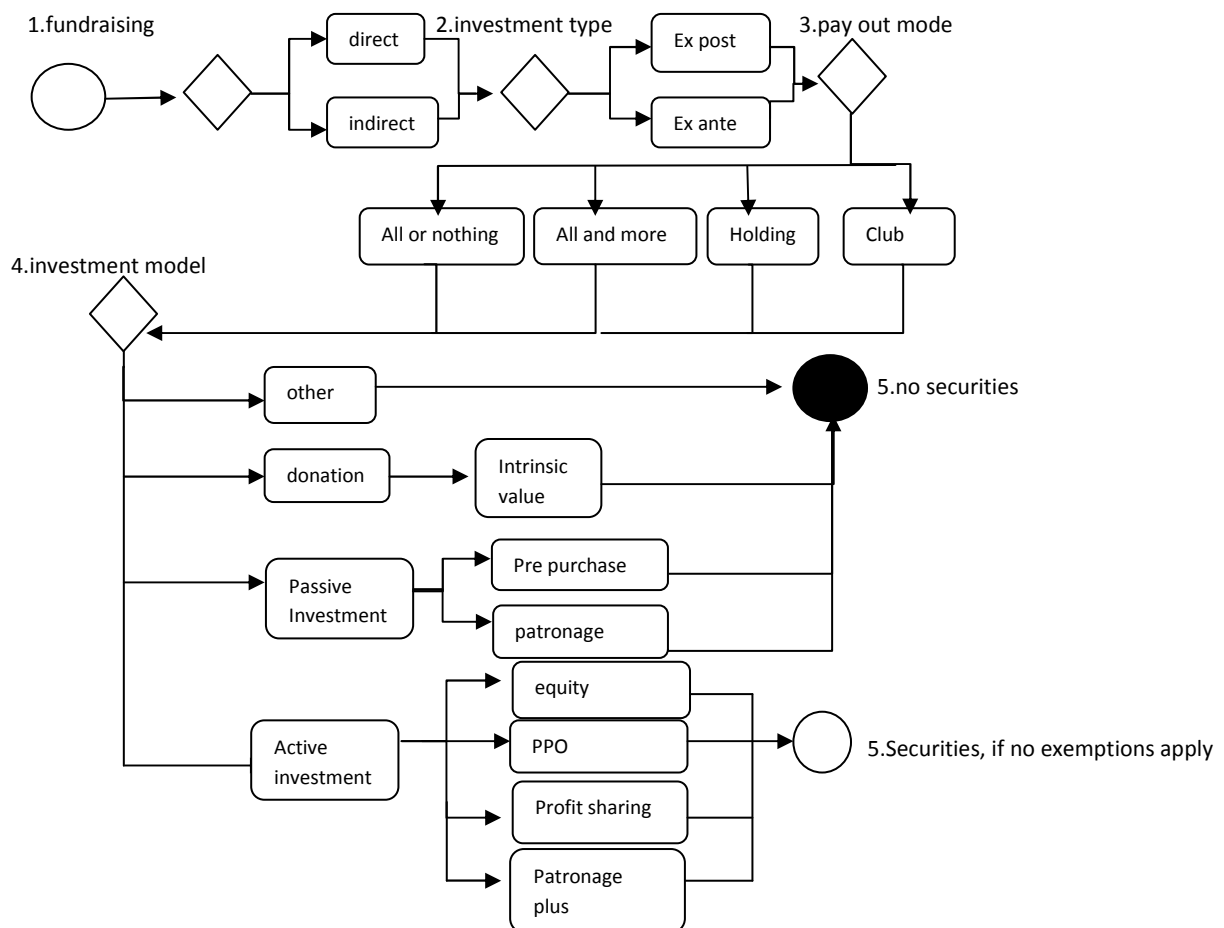 1.fundraising
direct
2.investment type
Ex post
3.pay out mode
indirect
Ex ante
All or nothing
All and more
Holding
Club
4.investment model
other
5.no securities
donation
Intrinsic
value
Passive
Investment
Pre purchase
patronage
equity
Active
investment
PPO
5.Securities, if no exemptions apply
Profit sharing
Patronage
plus